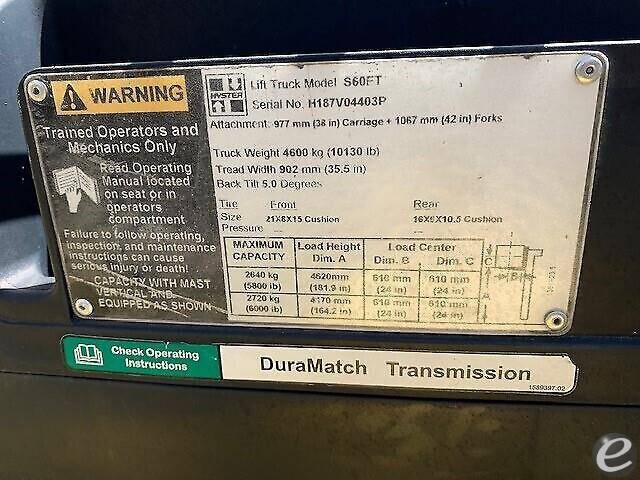 WARNING
Trained Operators and
Mechanics Only
Read Operating
Manual located
on seat or in
operators
compartment
Failure to follow operating,
inspection, and maintenance
instructions can cause
serious injury or death!
CAPACITY WITH MAST
VERTICAL AND
EQUIPPED AS SHOWN
HYSTER
Lift Truck Model S60FT
Serial No. H187V04403P
Attachment: 977 mm (38 in) Carriage + 1067 mm (42 in) Forks
Truck Weight 4600 kg (10130 lb)
Tread Width 902 mm (35.5 in)
Back Tilt 5.0 Degrees
Tire Front Rear
Size 21X8X15 Cushion 16X6X10.5 Cushion
Pressure --- ---
MAXIMUM CAPACITY Load Height Dim. A Load Center
Dim. B Dim. C
2640 kg 4620mm 610 mm 610 mm
(5800 lb) (181.9 in) (24 in) (24 in)
2720 kg 4170 mm 610 mm 610 mm
(6000 lb) (164.2 in) (24 in) (24 in)
C
B
A
Check Operating
Instructions
DuraMatch Transmission
1589397.02
e